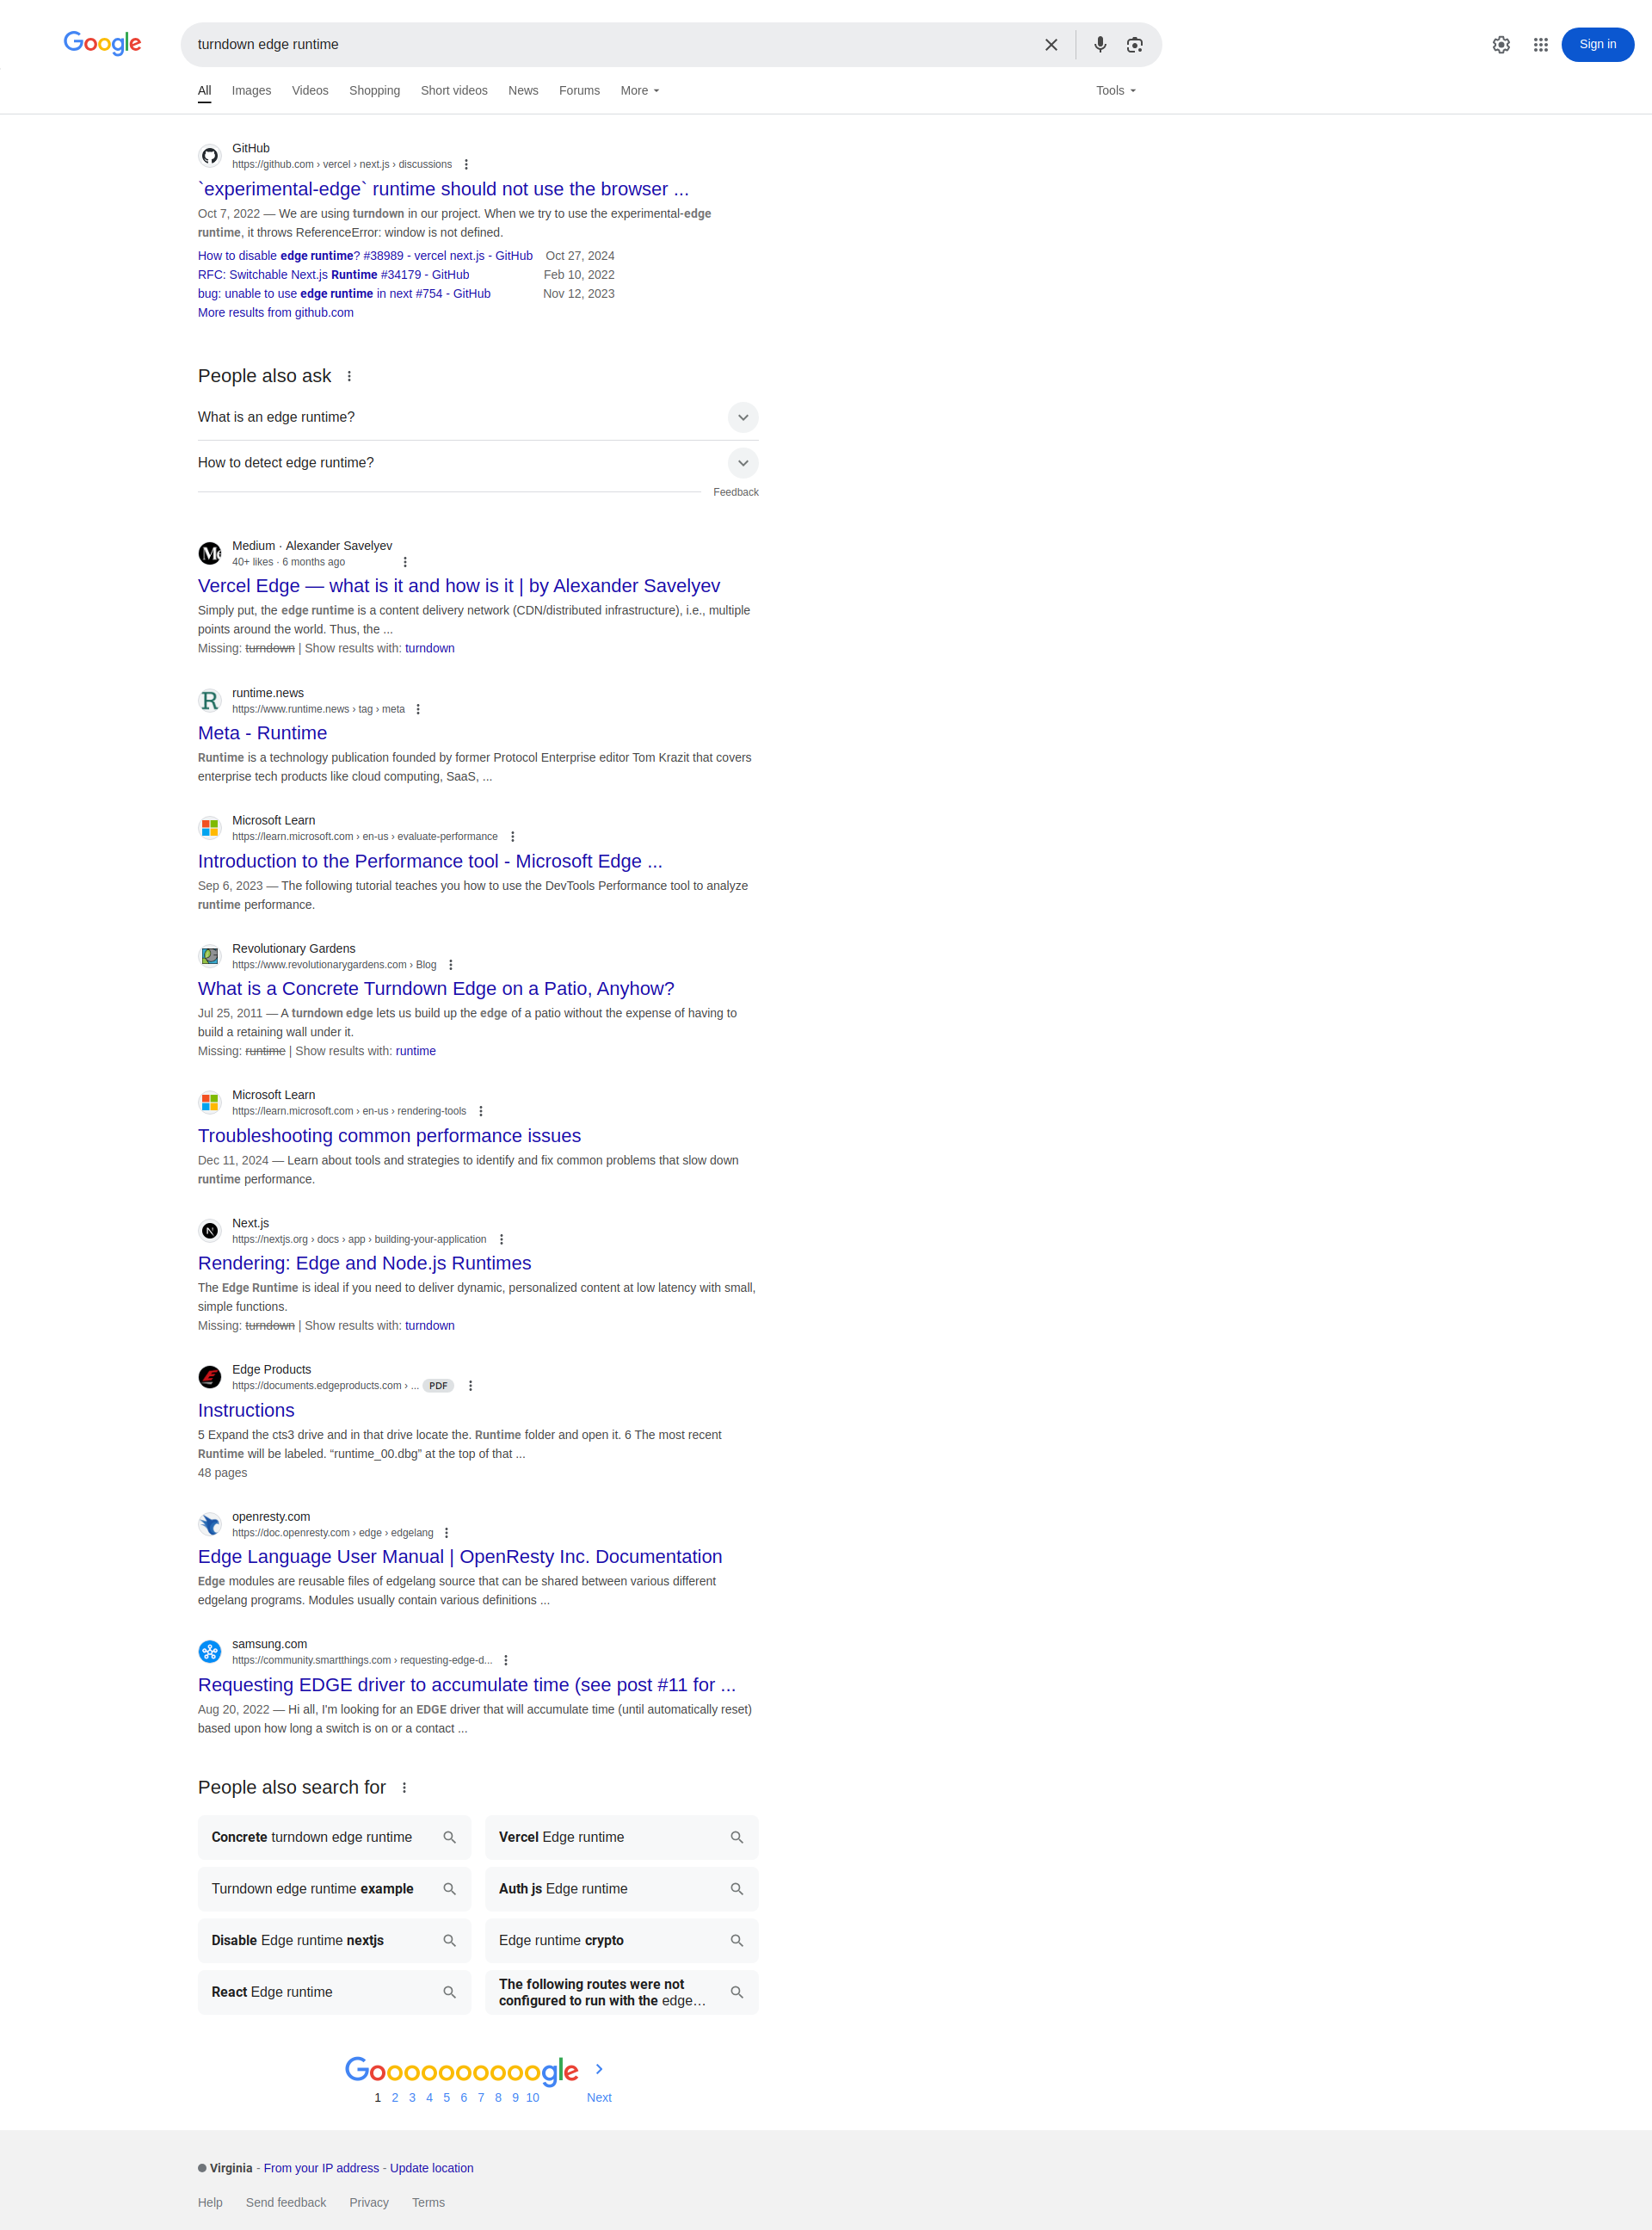 Google
turndown edge runtime
Sign in
All Images Videos Shopping Short videos News Forums More Tools
GitHub
https://github.com › vercel › next.js › discussions
`experimental-edge` runtime should not use the browser ...
Oct 7, 2022 — We are using turndown in our project. When we try to use the experimental-edge
runtime, it throws ReferenceError: window is not defined.
How to disable edge runtime? #38989 - vercel next.js - GitHub Oct 27, 2024
RFC: Switchable Next.js Runtime #34179 - GitHub Feb 10, 2022
bug: unable to use edge runtime in next #754 - GitHub Nov 12, 2023
More results from github.com
People also ask
What is an edge runtime?
How to detect edge runtime?
Feedback
Medium · Alexander Savelyev
40+ likes · 6 months ago
Vercel Edge — what is it and how is it | by Alexander Savelyev
Simply put, the edge runtime is a content delivery network (CDN/distributed infrastructure), i.e., multiple
points around the world. Thus, the ...
Missing: turndown | Show results with: turndown
runtime.news
https://www.runtime.news › tag › meta
Meta - Runtime
Runtime is a technology publication founded by former Protocol Enterprise editor Tom Krazit that covers
enterprise tech products like cloud computing, SaaS, ...
Microsoft Learn
https://learn.microsoft.com › en-us › evaluate-performance
Introduction to the Performance tool - Microsoft Edge ...
Sep 6, 2023 — The following tutorial teaches you how to use the DevTools Performance tool to analyze
runtime performance.
Revolutionary Gardens
https://www.revolutionarygardens.com › Blog
What is a Concrete Turndown Edge on a Patio, Anyhow?
Jul 25, 2011 — A turndown edge lets us build up the edge of a patio without the expense of having to
build a retaining wall under it.
Missing: runtime | Show results with: runtime
Microsoft Learn
https://learn.microsoft.com › en-us › rendering-tools
Troubleshooting common performance issues
Dec 11, 2024 — Learn about tools and strategies to identify and fix common problems that slow down
runtime performance.
Next.js
https://nextjs.org › docs › app › building-your-application
Rendering: Edge and Node.js Runtimes
The Edge Runtime is ideal if you need to deliver dynamic, personalized content at low latency with small,
simple functions.
Missing: turndown | Show results with: turndown
Edge Products
https://documents.edgeproducts.com › ... PDF
Instructions
5 Expand the cts3 drive and in that drive locate the. Runtime folder and open it. 6 The most recent
Runtime will be labeled. “runtime_00.dbg” at the top of that ...
48 pages
openresty.com
https://doc.openresty.com › edge › edgelang
Edge Language User Manual | OpenResty Inc. Documentation
Edge modules are reusable files of edgelang source that can be shared between various different
edgelang programs. Modules usually contain various definitions ...
samsung.com
https://community.smartthings.com › requesting-edge-d...
Requesting EDGE driver to accumulate time (see post #11 for ...
Aug 20, 2022 — Hi all, I'm looking for an EDGE driver that will accumulate time (until automatically reset)
based upon how long a switch is on or a contact ...
People also search for
Concrete turndown edge runtime Vercel Edge runtime
Turndown edge runtime example Auth js Edge runtime
Disable Edge runtime nextjs Edge runtime crypto
React Edge runtime The following routes were not
configured to run with the edge…
Goooooooooogle
1 2 3 4 5 6 7 8 9 10 Next
Virginia - From your IP address - Update location
Help Send feedback Privacy Terms